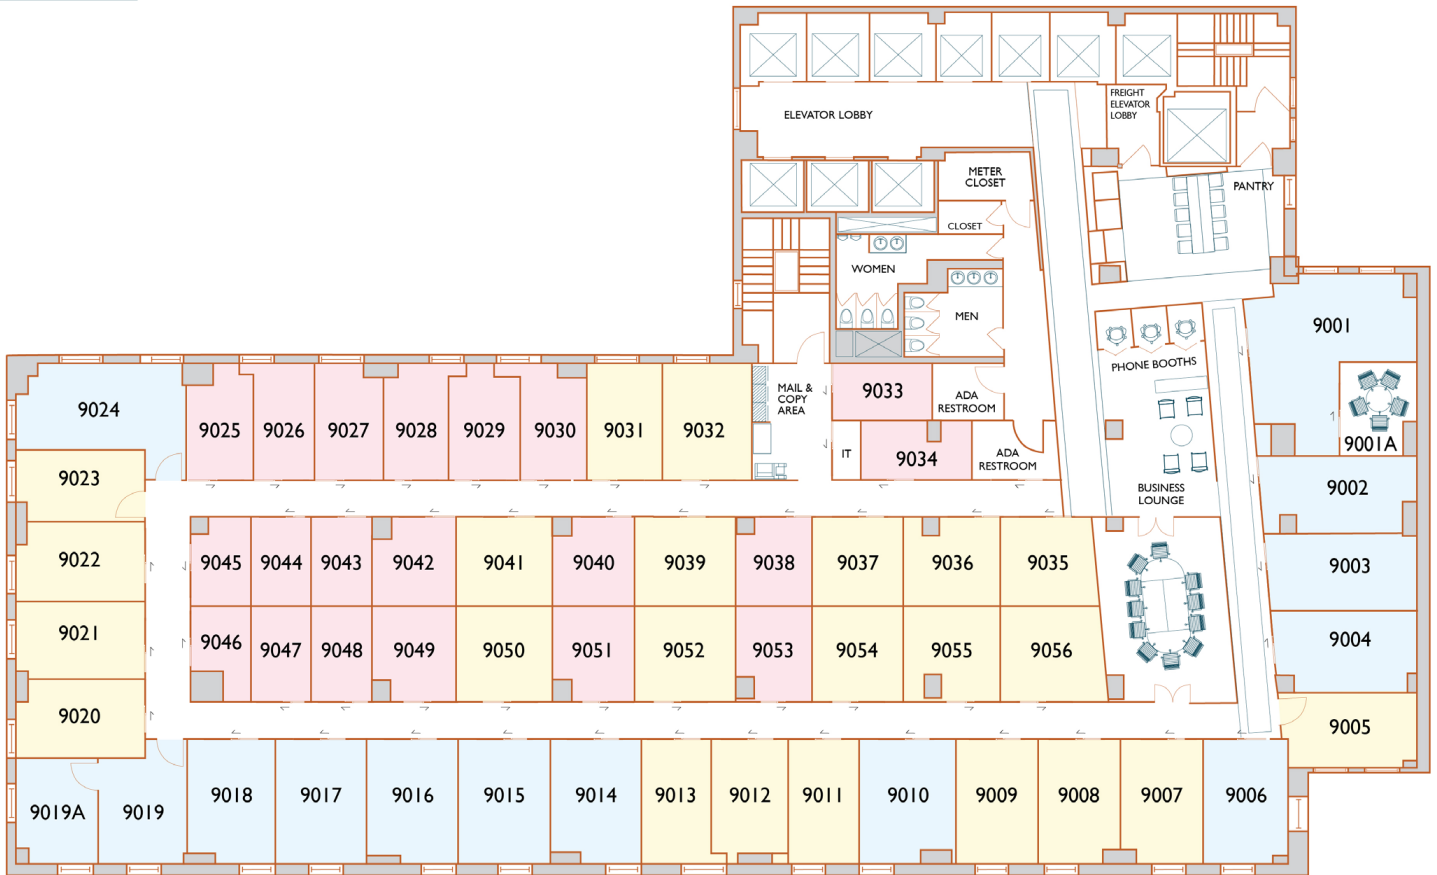 FREIGHT
ELEVATOR
LOBBY
ELEVATOR LOBBY
METER
CLOSET
PANTRY
CLOSET
WOMEN
MEN
9001
PHONE BOOTHS
9024
MAIL &
COPY
AREA
9033
ADA
RESTROOM
9001A
9025
9026
9027
9028
9029
9030
9031
9032
IT
9034
ADA
RESTROOM
9023
BUSINESS
LOUNGE
9002
9022
9045
9044
9043
9042
9041
9040
9039
9038
9037
9036
9035
9003
9021
9046
9047
9048
9049
9050
9051
9052
9053
9054
9055
9056
9004
9020
9005
9019A
9019
9018
9017
9016
9015
9014
9013
9012
9011
9010
9009
9008
9007
9006